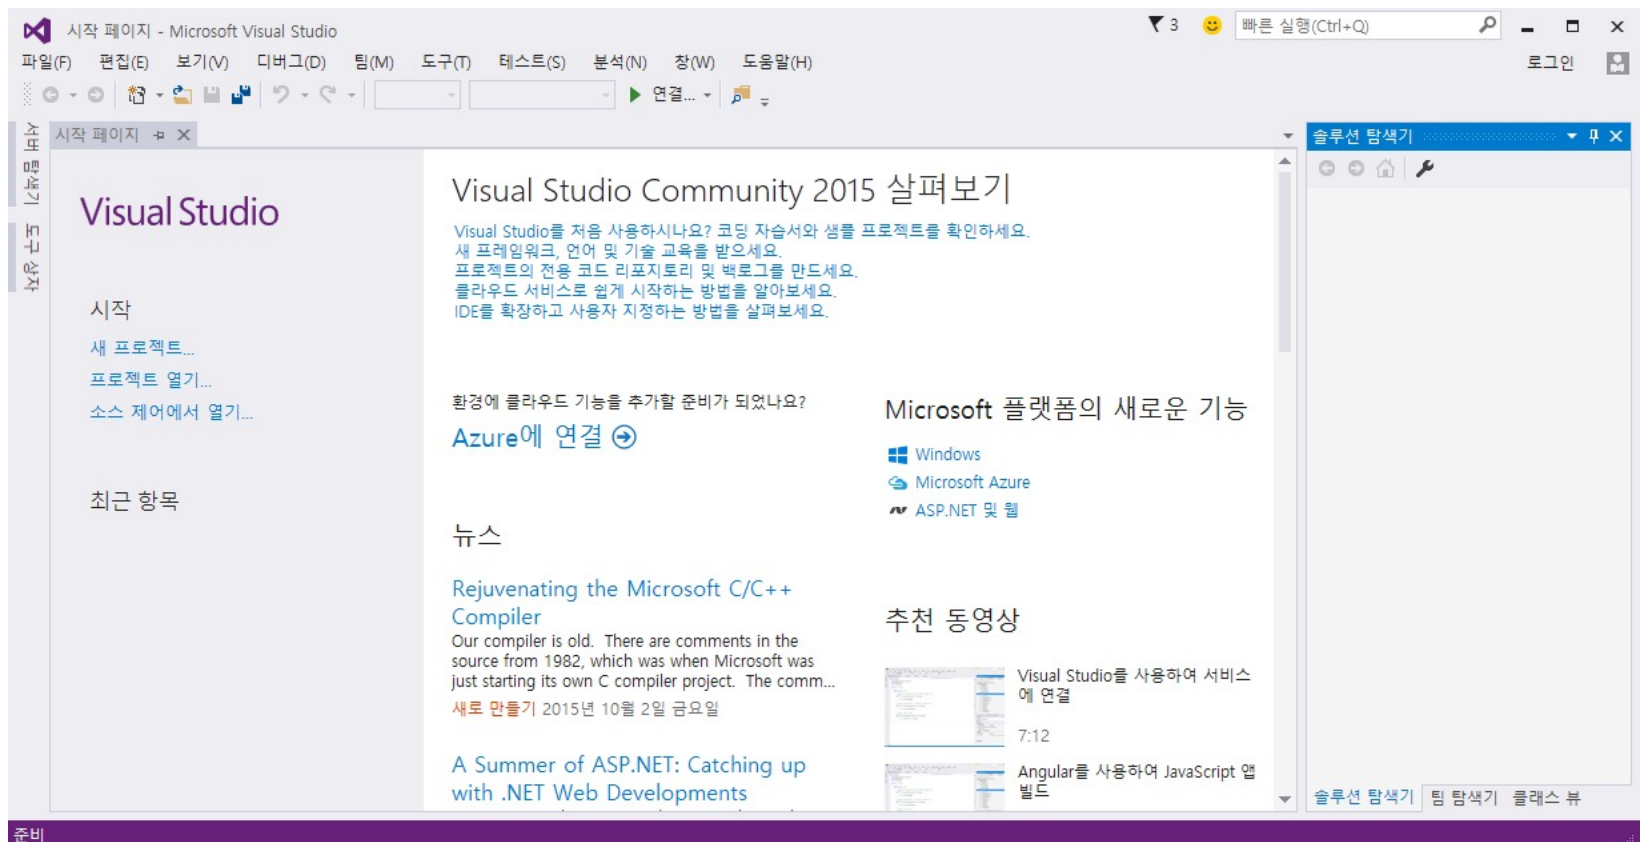 시작 페이지 - Microsoft Visual Studio
3
빠른 실행(Ctrl+Q)
파일(F) 편집(E) 보기(V) 디버그(D) 팀(M) 도구(T) 테스트(S) 분석(N) 창(W) 도움말(H)
로그인
연결...
서버 탐색기
도구 상자
시작 페이지
Visual Studio
시작
새 프로젝트...
프로젝트 열기...
소스 제어에서 열기...
최근 항목
Visual Studio Community 2015 살펴보기
Visual Studio를 처음 사용하시나요? 코딩 자습서와 샘플 프로젝트를 확인하세요.
새 프레임워크, 언어 및 기술 교육을 받으세요.
프로젝트의 전용 코드 리포지토리 및 백로그를 만드세요.
클라우드 서비스로 쉽게 시작하는 방법을 알아보세요.
IDE를 확장하고 사용자 지정하는 방법을 살펴보세요.
환경에 클라우드 기능을 추가할 준비가 되었나요?
Azure에 연결
뉴스
Rejuvenating the Microsoft C/C++
Compiler
Our compiler is old. There are comments in the
source from 1982, which was when Microsoft was
just starting its own C compiler project. The comm...
새로 만들기 2015년 10월 2일 금요일
A Summer of ASP.NET: Catching up
with .NET Web Developments
Microsoft 플랫폼의 새로운 기능
Windows
Microsoft Azure
ASP.NET 및 웹
추천 동영상
Visual Studio를 사용하여 서비스
에 연결
7:12
Angular를 사용하여 JavaScript 앱
빌드
솔루션 탐색기
솔루션 탐색기 팀 탐색기 클래스 뷰
준비